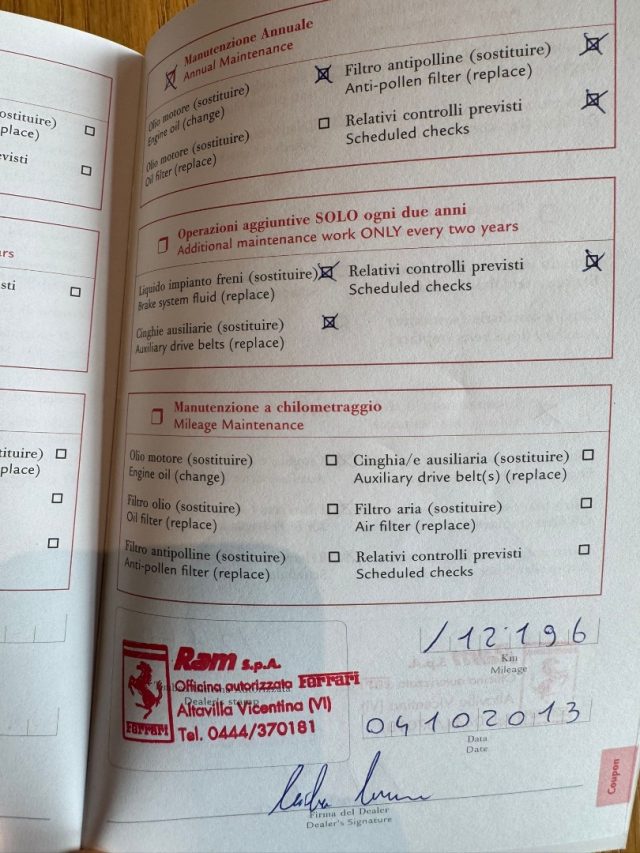 ostituire)
place)
visti
rs
sti
tituire)
place)
Manutenzione Annuale
Annual Maintenance
Olio motore (sostituire)
Engine oil (change)
Olio motore (sostituire)
Oil filter (replace)
Filtro antipolline (sostituire)
Anti-pollen filter (replace)
Relativi controlli previsti
Scheduled checks
Operazioni aggiuntive SOLO ogni due anni
Additional maintenance work ONLY every two years
Liquido impianto freni (sostituire)
Brake system fluid (replace)
Cinghie ausiliarie (sostituire)
Auxiliary drive belts (replace)
Relativi controlli previsti
Scheduled checks
Manutenzione a chilometraggio
Mileage Maintenance
Olio motore (sostituire)
Engine oil (change)
Filtro olio (sostituire)
Oil filter (replace)
Filtro antipolline (sostituire)
Anti-pollen filter (replace)
Cinghia/e ausiliaria (sostituire)
Auxiliary drive belt(s) (replace)
Filtro aria (sostituire)
Air filter (replace)
Relativi controlli previsti
Scheduled checks
Ram S.p.A.
Officina autorizzata Ferrari
Dealer's stamp
Altavilla Vicentina (VI)
Tel. 0444/370181
Ferrari
/12196
Km
Mileage
04102013
Data
Date
Firma del Dealer
Dealer's Signature
Coupon